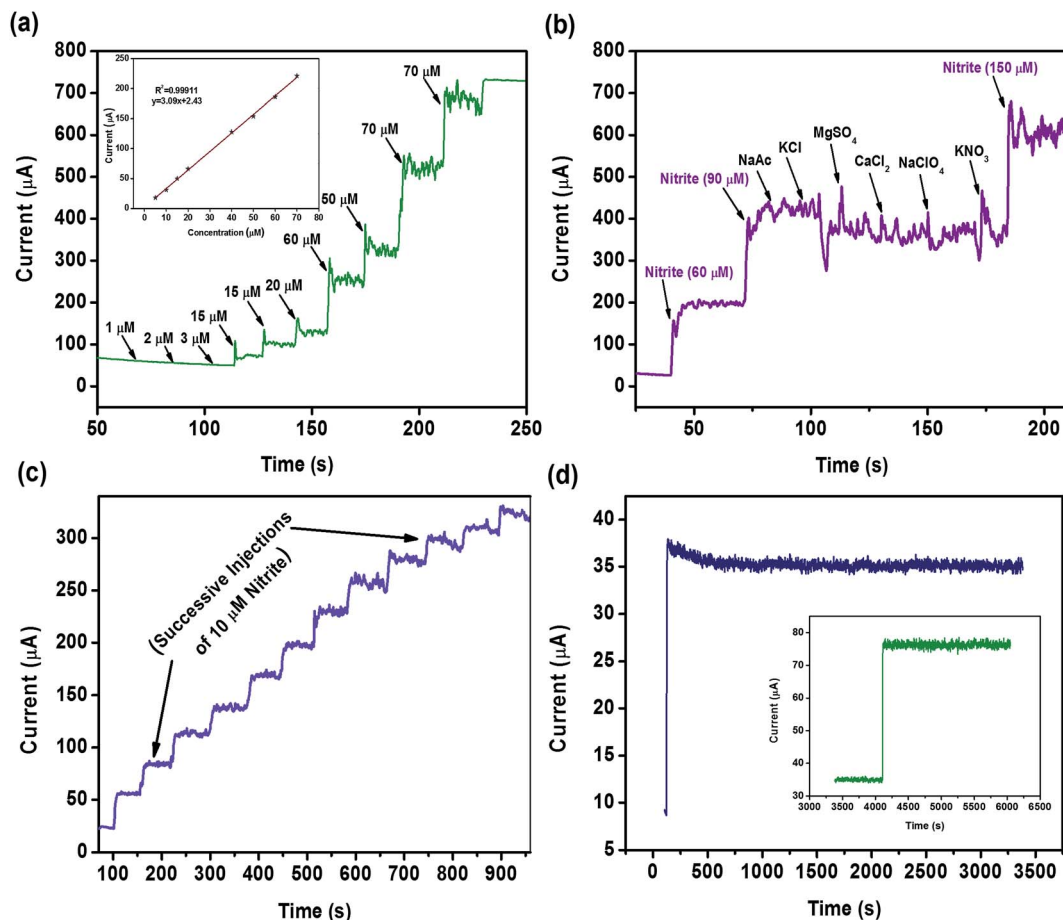 (a)
800
700
600
500
400
300
200
100
0
Current (µA)
50
100
150
200
250
Time (s)
1 µM
2 µM
3 µM
15 µM
15 µM
20 µM
60 µM
50 µM
70 µM
70 µM
250
200
150
100
50
0
Current (µA)
R²=0.99911
y=3.09x+2.43
0 10 20 30 40 50 60 70 80
Concentration (µM)
(b)
800
700
600
500
400
300
200
100
0
Current (µA)
50
100
150
200
Time (s)
Nitrite (60 µM)
Nitrite (90 µM)
NaAc
KCl
MgSO₄
CaCl₂
NaClO₄
KNO₃
Nitrite (150 µM)
(c)
300
250
200
150
100
50
0
Current (µA)
100 200 300 400 500 600 700 800 900
Time (s)
(Successive Injections
of 10 µM Nitrite)
(d)
40
35
30
25
20
15
10
5
Current (µA)
0 500 1000 1500 2000 2500 3000 3500
Time (s)
80
70
60
50
40
30
Current (µA)
3000 3500 4000 4500 5000 5500 6000 6500
Time (s)